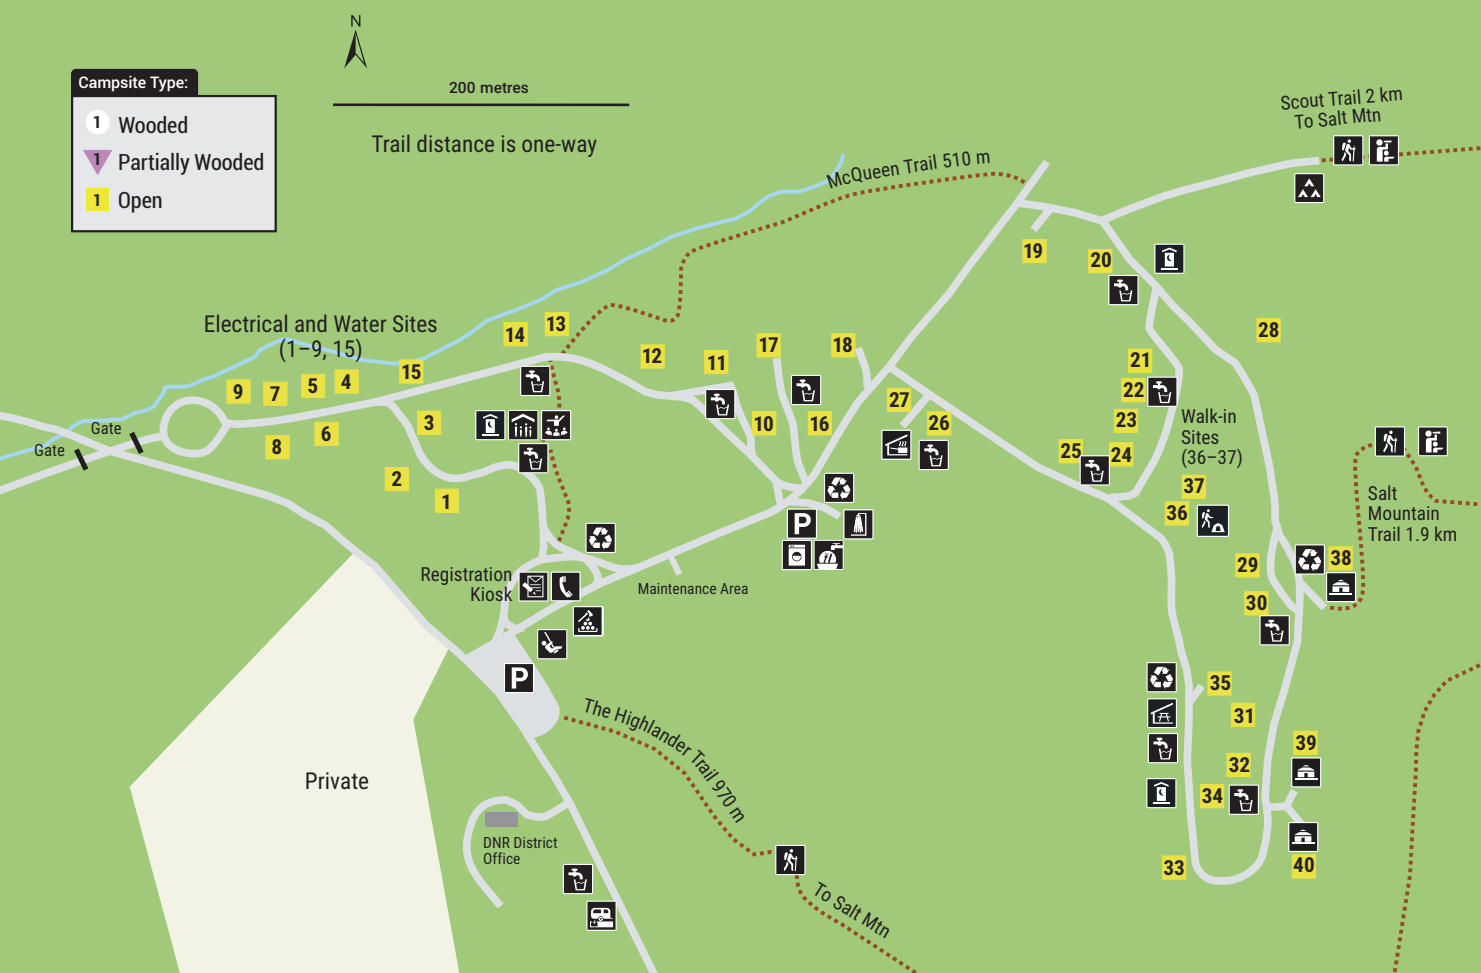 N
Campsite Type:
1 Wooded
1 Partially Wooded
1 Open
200 metres
Trail distance is one-way
Scout Trail 2 km
To Salt Mtn
McQueen Trail 510 m
19
20
28
Electrical and Water Sites
(1–9, 15)
14
13
9
7
5
4
15
12
11
17
18
21
22
23
Gate
Gate
8
6
3
10
16
27
26
25
24
Walk-in
Sites
(36–37)
2
1
37
36
P
Salt
Mountain
Trail 1.9 km
Registration
Kiosk
Maintenance Area
29
38
30
P
35
31
The Highlander Trail 970 m
39
32
34
Private
DNR District
Office
33
40
To Salt Mtn